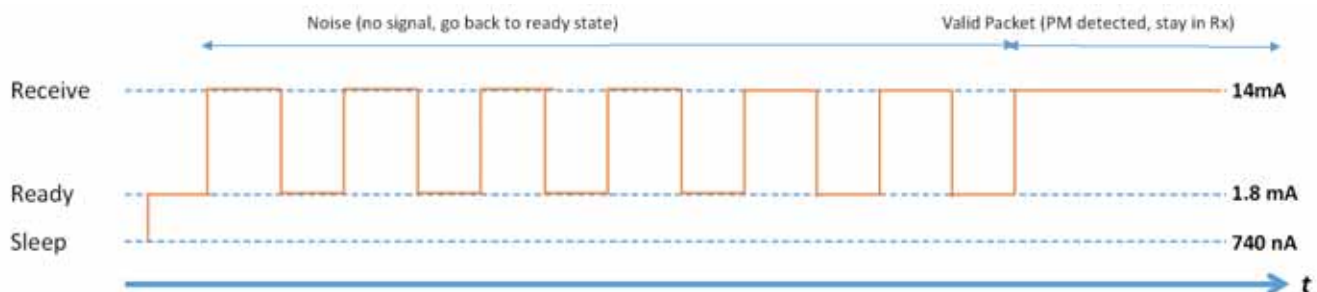 Noise (no signal, go back to ready state)
Valid Packet (PM detected, stay in Rx)
Receive
14mA
Ready
1.8 mA
Sleep
740 nA
t